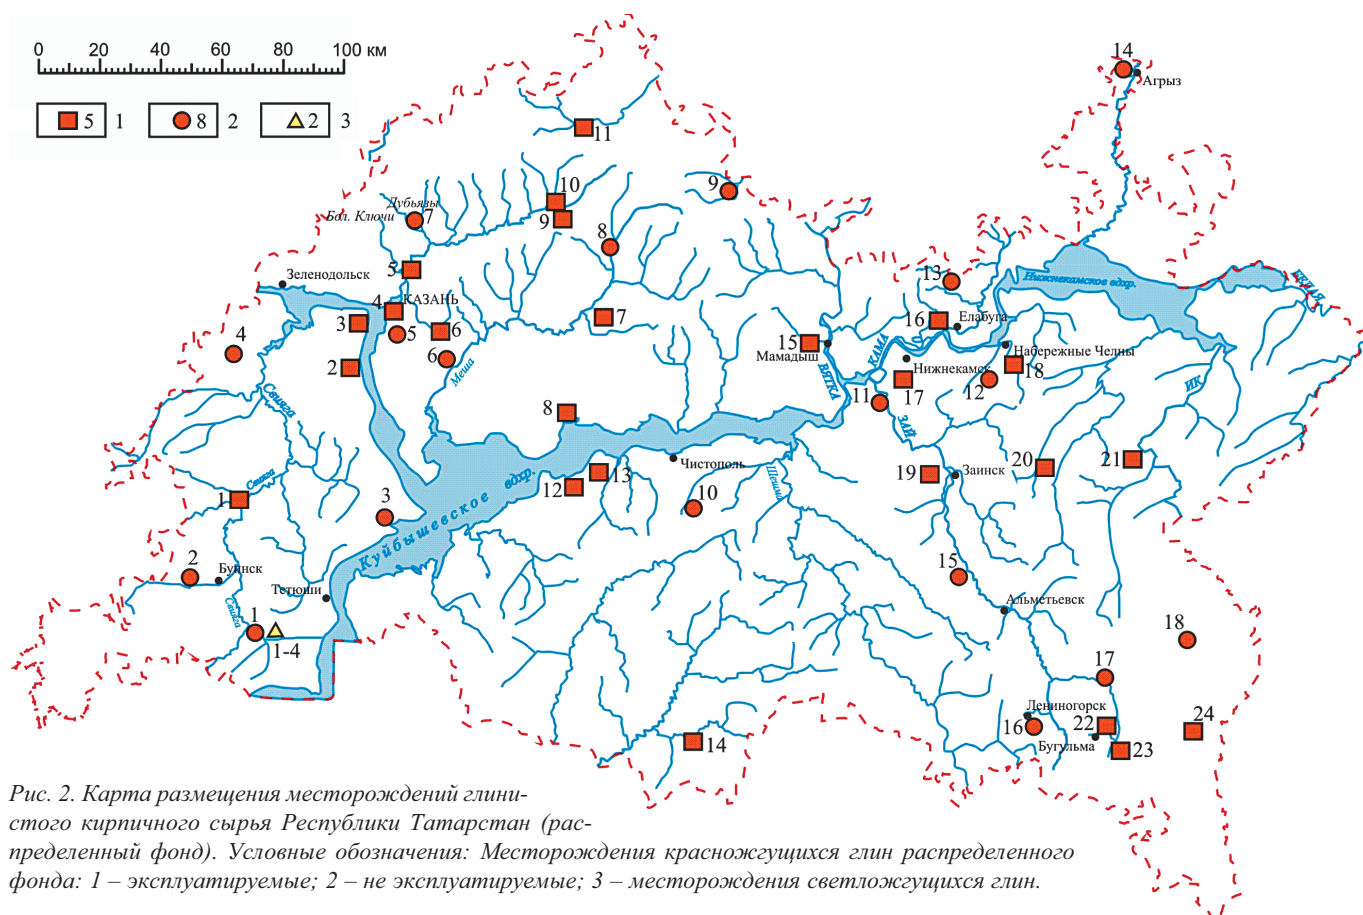 0 20 40 60 80 100 км
5 1 8 2 2 3
14
Агрыз
11
10
9
9
Дубъязы
Бол. Ключи
7
8
5
Зеленодольск
13
Нижнекамское вдхр.
БЕЛАЯ
4
КАЗАНЬ
3
5
6
7
16
Елабуга
4
6
Меша
2
15
Мамадыш
ВЯТКА
КАМА
Набережные Челны
18
Нижнекамск
17
12
ИК
11
Свияга
8
ЗАЙ
Чистополь
13
12
Шешма
19
Заинск
20
21
Свияга
1
3
10
Куйбышевское вдхр.
2
Буинск
15
Тетюши
Альметьевск
Свияга
1
1-4
18
17
Лениногорск
16
22
24
Бугульма
23
14
Рис. 2. Карта размещения месторождений глини-
стого кирпичного сырья Республики Татарстан (рас-
пределенный фонд). Условные обозначения: Месторождения красножгущихся глин распределенного
фонда: 1 – эксплуатируемые; 2 – не эксплуатируемые; 3 – месторождения светложгущихся глин.